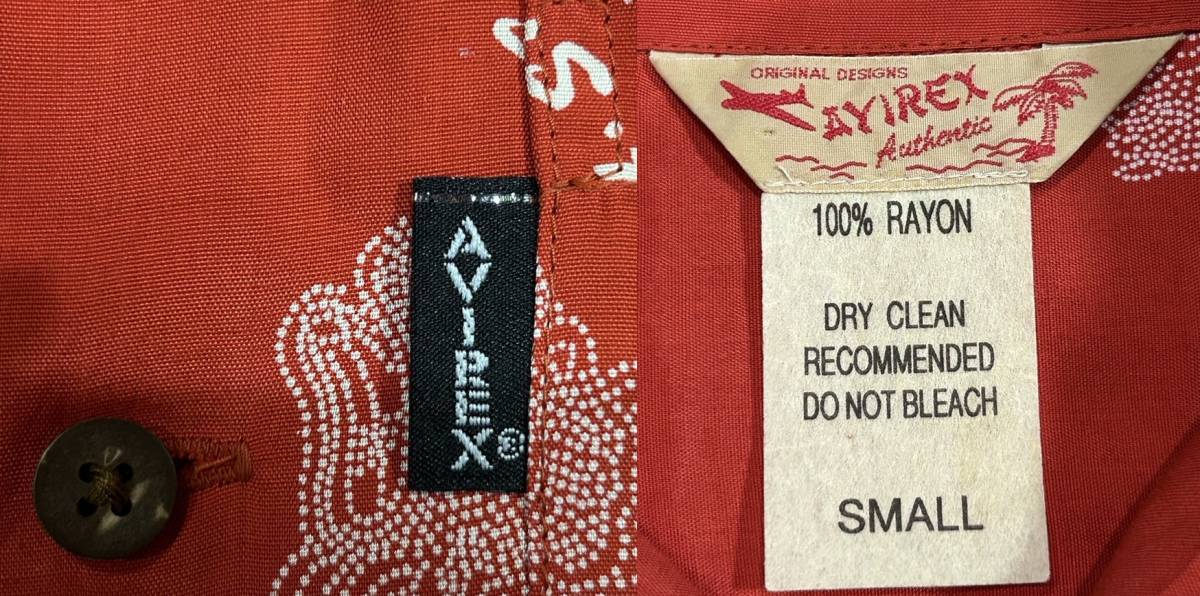 AVIREX®
ORIGINAL DESIGNS
AVIREX
Authentic
100% RAYON
DRY CLEAN
RECOMMENDED
DO NOT BLEACH
SMALL